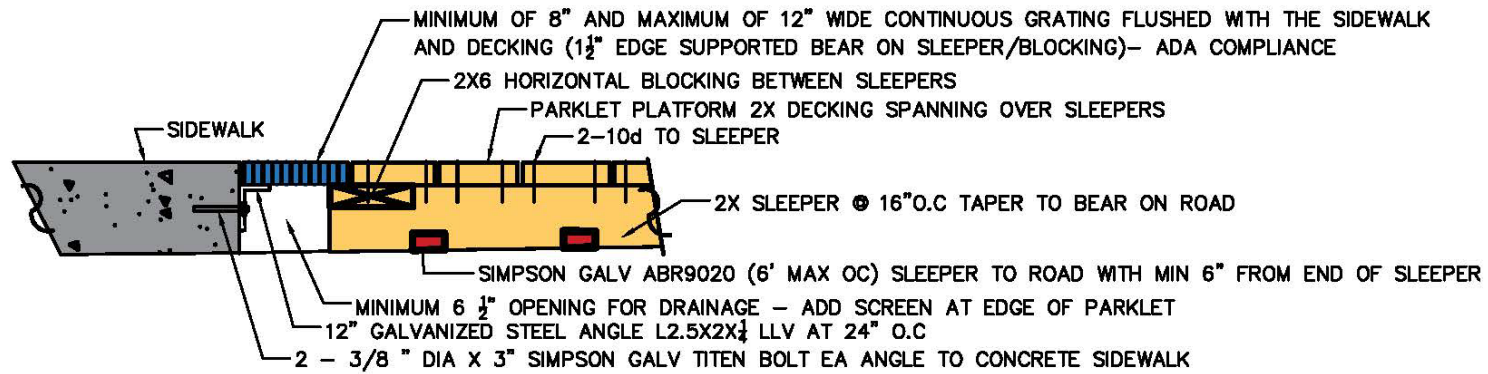 MINIMUM OF 8" AND MAXIMUM OF 12" WIDE CONTINUOUS GRATING FLUSHED WITH THE SIDEWALK
AND DECKING (1½" EDGE SUPPORTED BEAR ON SLEEPER/BLOCKING)– ADA COMPLIANCE
2X6 HORIZONTAL BLOCKING BETWEEN SLEEPERS
PARKLET PLATFORM 2X DECKING SPANNING OVER SLEEPERS
SIDEWALK
2–10d TO SLEEPER
2X SLEEPER @ 16"O.C TAPER TO BEAR ON ROAD
SIMPSON GALV ABR9020 (6' MAX OC) SLEEPER TO ROAD WITH MIN 6" FROM END OF SLEEPER
MINIMUM 6 ½" OPENING FOR DRAINAGE – ADD SCREEN AT EDGE OF PARKLET
12" GALVANIZED STEEL ANGLE L2.5X2X¼ LLV AT 24" O.C
2 – 3/8 " DIA X 3" SIMPSON GALV TITEN BOLT EA ANGLE TO CONCRETE SIDEWALK